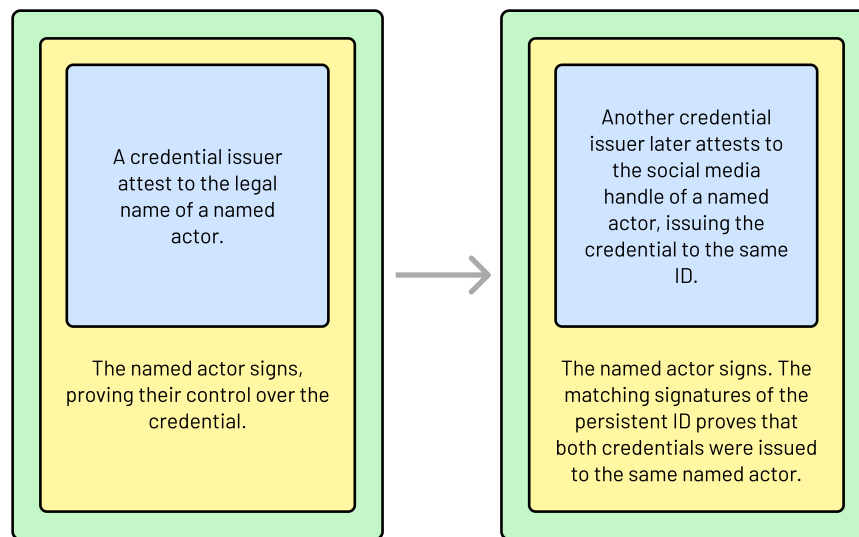 A credential issuer
attest to the legal
name of a named
actor.
The named actor signs,
proving their control over the
credential.
Another credential
issuer later attests to
the social media
handle of a named
actor, issuing the
credential to the same
ID.
The named actor signs. The
matching signatures of the
persistent ID proves that
both credentials were issued
to the same named actor.